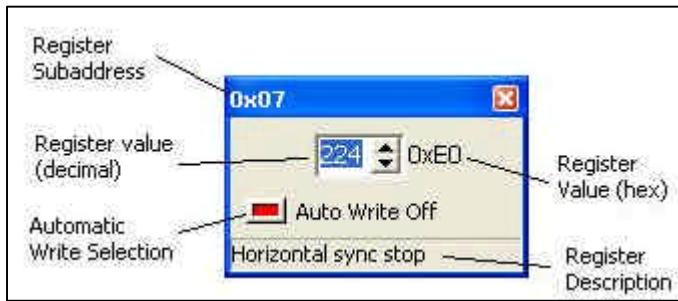 Register
Subaddress
0x07
Register value
(decimal)
224
0xE0
Register
Value (hex)
Automatic
Write Selection
Auto Write Off
Horizontal sync stop
Register
Description